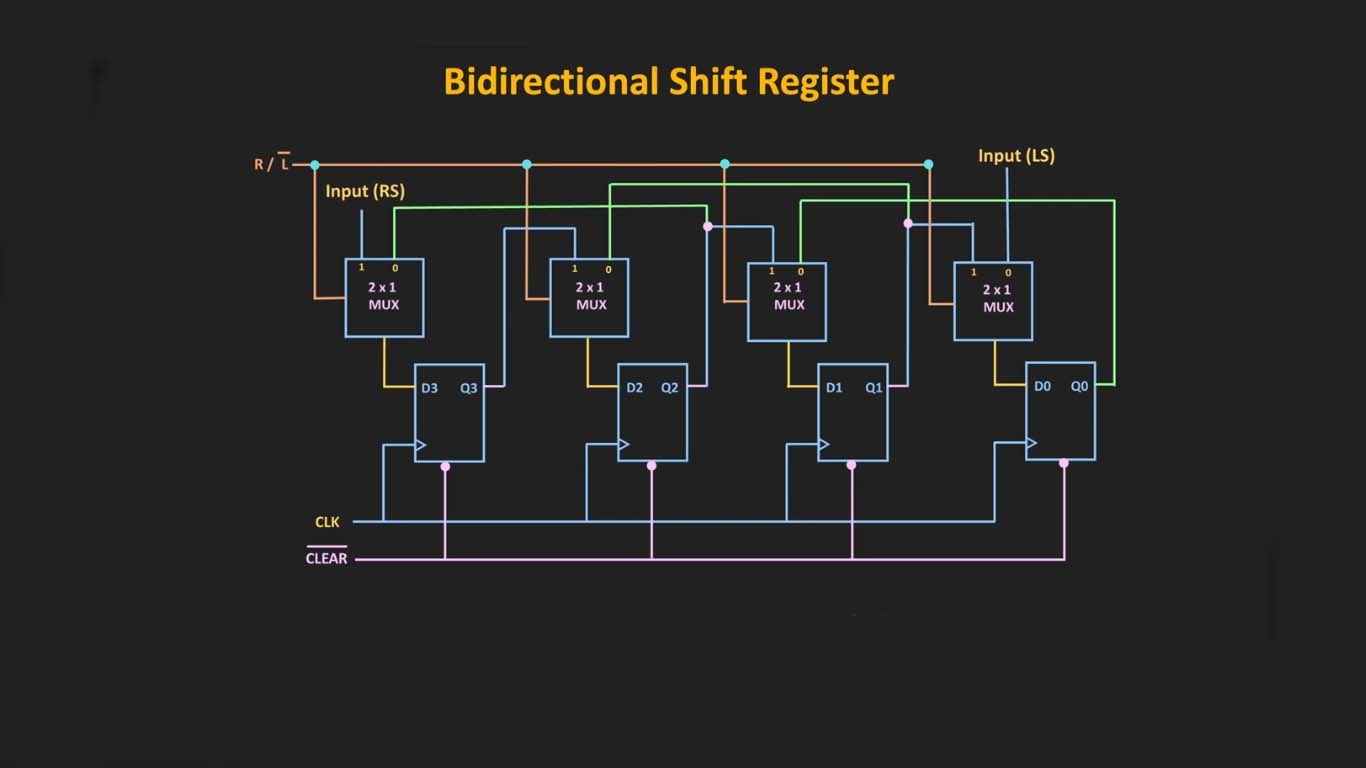 Bidirectional Shift Register
R / L̅
Input (LS)
Input (RS)
1 0
2 x 1
MUX
1 0
2 x 1
MUX
1 0
2 x 1
MUX
1 0
2 x 1
MUX
D3 Q3
D2 Q2
D1 Q1
D0 Q0
CLK
C̅L̅E̅A̅R̅